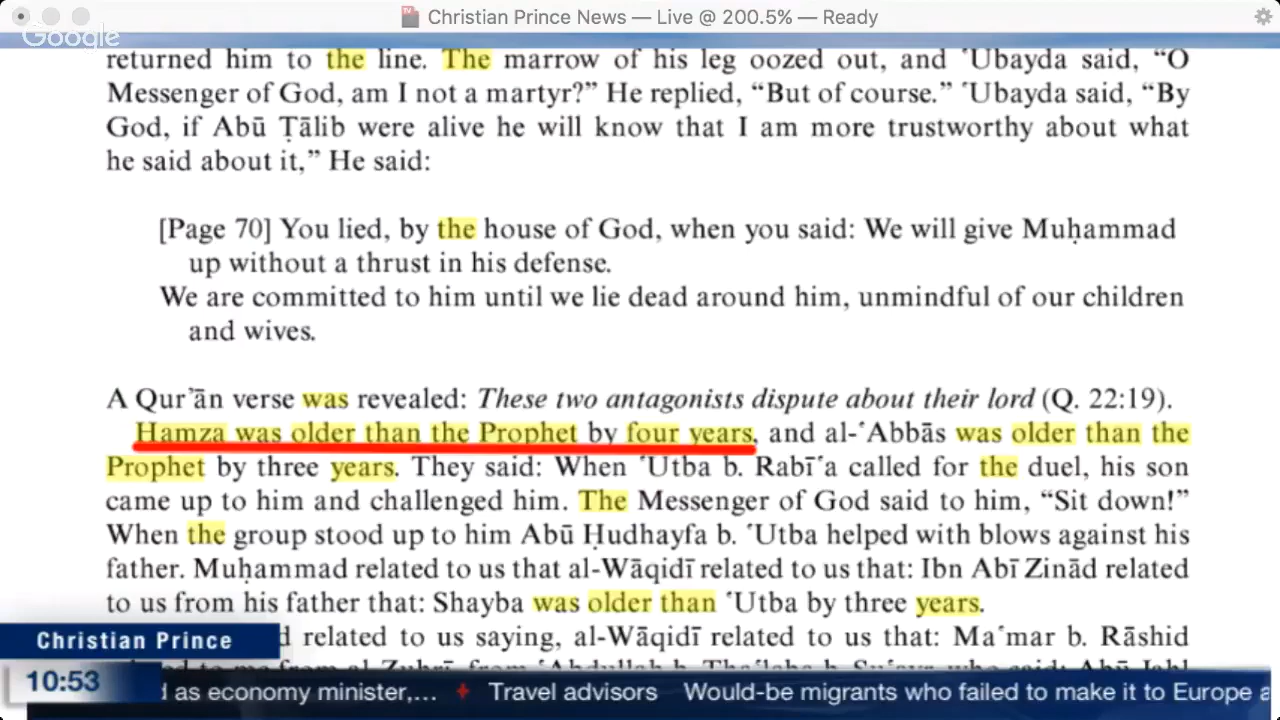 Christian Prince News — Live @ 200.5% — Ready
Google
returned him to the line. The marrow of his leg oozed out, and ʿUbayda said, “O
Messenger of God, am I not a martyr?” He replied, “But of course.” ʿUbayda said, “By
God, if Abū Ṭālib were alive he will know that I am more trustworthy about what
he said about it,” He said:
[Page 70] You lied, by the house of God, when you said: We will give Muḥammad
up without a thrust in his defense.
We are committed to him until we lie dead around him, unmindful of our children
and wives.
A Qurʾān verse was revealed: These two antagonists dispute about their lord (Q. 22:19).
Hamza was older than the Prophet by four years, and al-ʿAbbās was older than the
Prophet by three years. They said: When ʿUtba b. Rabīʿa called for the duel, his son
came up to him and challenged him. The Messenger of God said to him, “Sit down!”
When the group stood up to him Abū Ḥudhayfa b. ʿUtba helped with blows against his
father. Muḥammad related to us that al-Wāqidī related to us that: Ibn Abī Zinād related
to us from his father that: Shayba was older than ʿUtba by three years.
related to us saying, al-Wāqidī related to us that: Maʿmar b. Rāshid
Christian Prince
10:53
as economy minister,... Travel advisors Would-be migrants who failed to make it to Europe